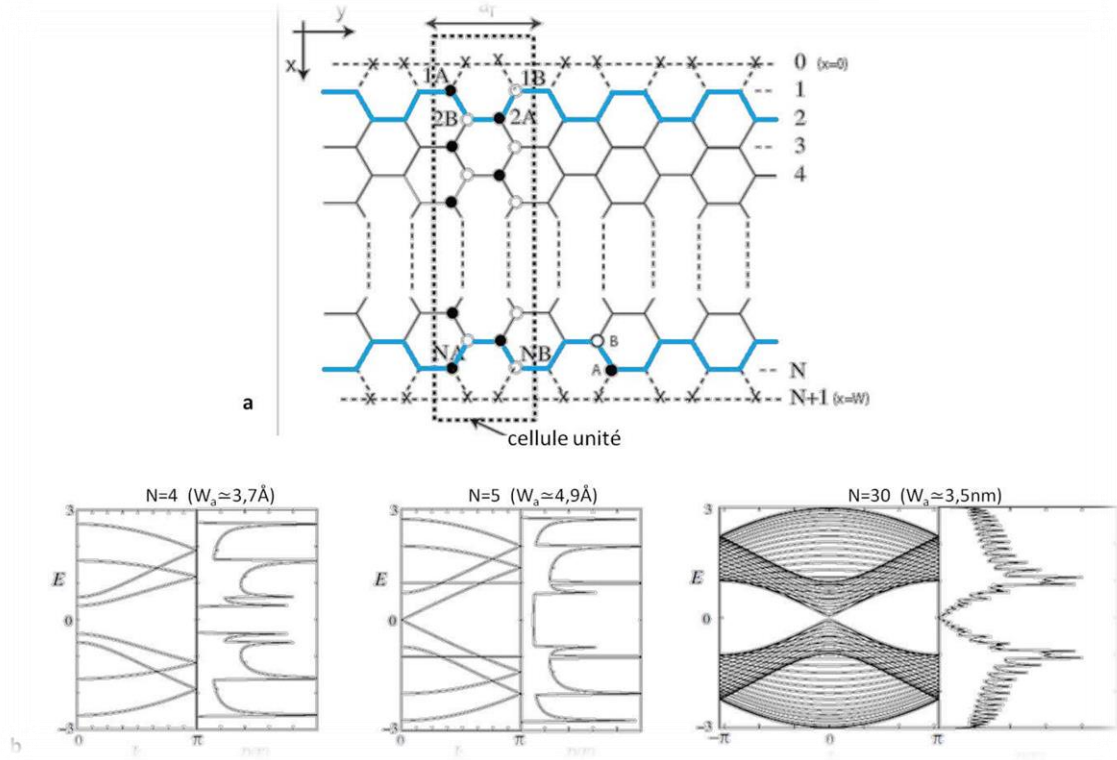 y
x
0 (x=0)
1A 1B 1
2B 2A 2
3
4
B
NA NB A N
N+1 (x=W)
a
cellule unité
N=4 (Wₐ≃3,7Å) N=5 (Wₐ≃4,9Å) N=30 (Wₐ≃3,5nm)
3 3 3
E E E
0 0 0
-3 -3 -3
0 π 0 π -π 0 π
b